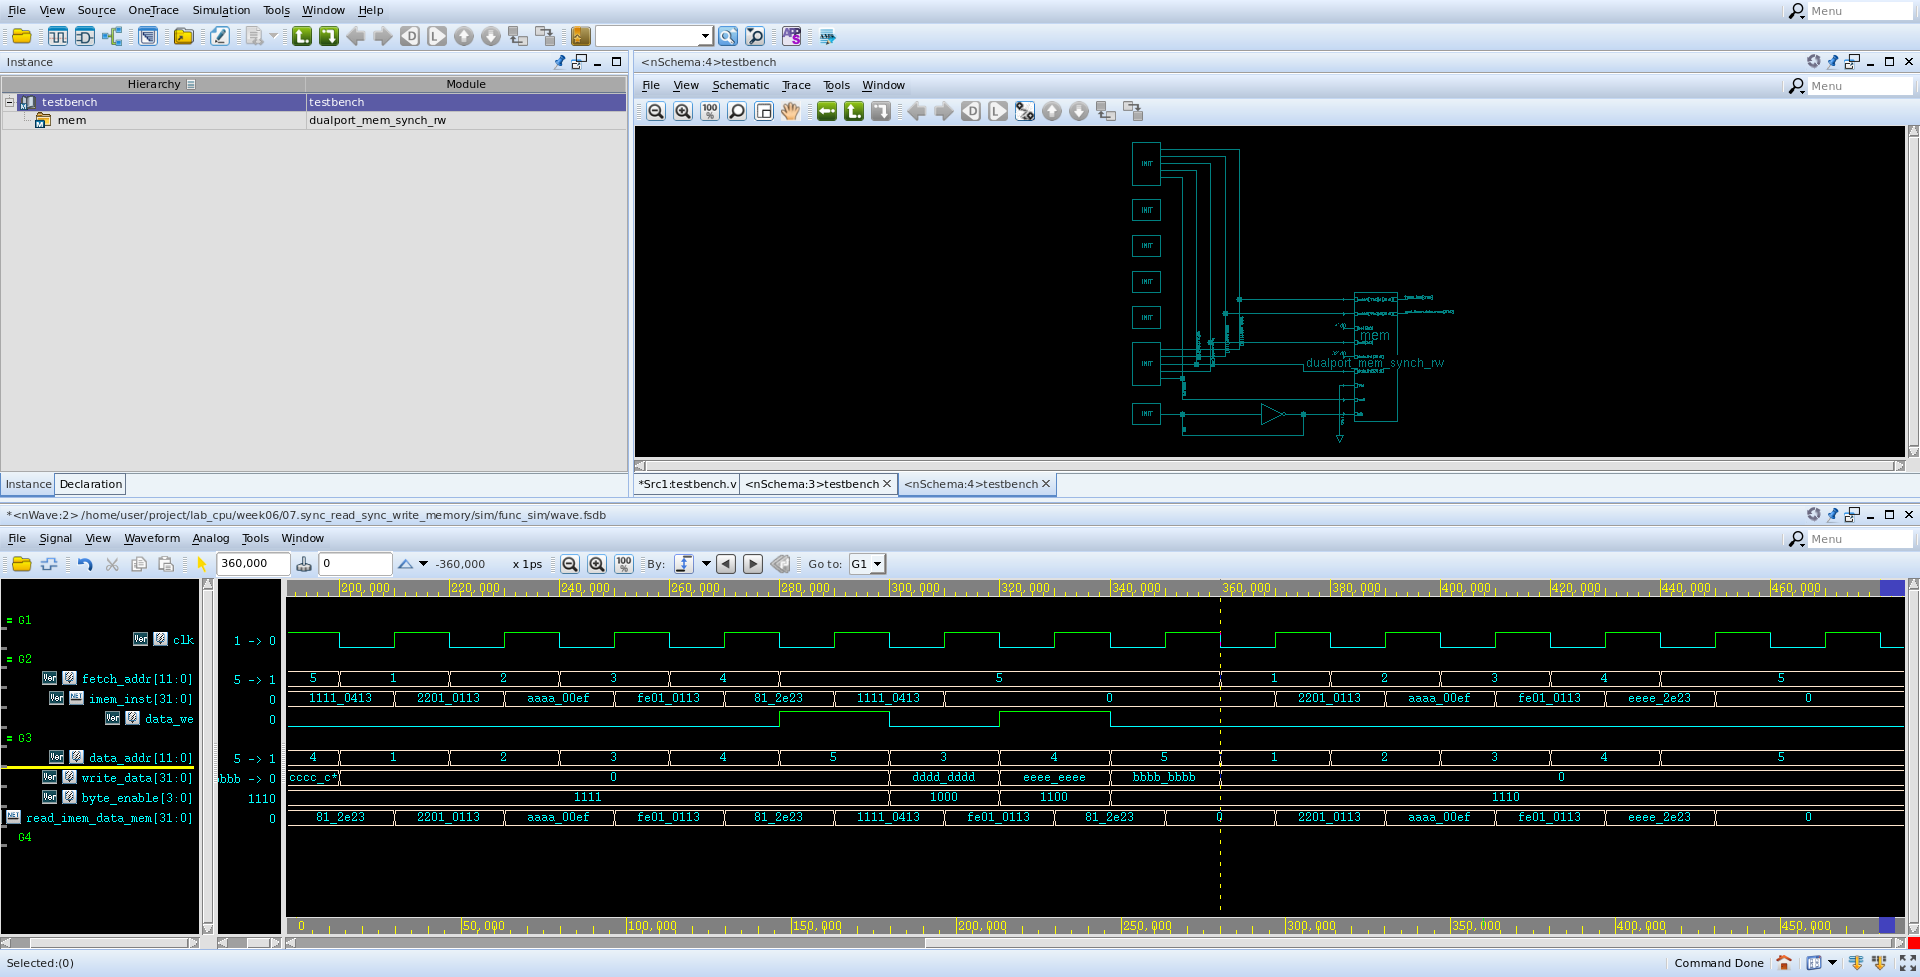 File View Source OneTrace Simulation Tools Window Help
Menu
Instance
Hierarchy Module
testbench testbench
mem dualport_mem_synch_rw
Instance Declaration
<nSchema:4>testbench
File View Schematic Trace Tools Window
Menu
100 %
INIT
INIT
INIT
INIT
INIT
INIT
INIT
mem
dualport_mem_synch_rw
*Src1:testbench.v <nSchema:3>testbench <nSchema:4>testbench
*<nWave:2> /home/user/project/lab_cpu/week06/07.sync_read_sync_write_memory/sim/func_sim/wave.fsdb
File Signal View Waveform Analog Tools Window
Menu
360,000 0 -360,000 x 1ps 100 % By: Go to: G1
200,000 220,000 240,000 260,000 280,000 300,000 320,000 340,000 360,000 380,000 400,000 420,000 440,000 460,000
= G1
clk 1 -> 0
= G2
fetch_addr[11:0] 5 -> 1 5 1 2 3 4 5 1 2 3 4 5
imem_inst[31:0] 0 1111_0413 2201_0113 aaaa_00ef fe01_0113 81_2e23 1111_0413 0 2201_0113 aaaa_00ef fe01_0113 eeee_2e23 0
data_we 0
= G3
data_addr[11:0] 5 -> 1 4 1 2 3 4 5 3 4 5 1 2 3 4 5
write_data[31:0] bbb -> 0 cccc_c* 0 dddd_dddd eeee_eeee bbbb_bbbb 0
byte_enable[3:0] 1110 1111 1000 1100 1110
read_imem_data_mem[31:0] 0 81_2e23 2201_0113 aaaa_00ef fe01_0113 81_2e23 1111_0413 fe01_0113 81_2e23 0 2201_0113 aaaa_00ef fe01_0113 eeee_2e23 0
G4
0 50,000 100,000 150,000 200,000 250,000 300,000 350,000 400,000 450,000
Selected:(0) Command Done